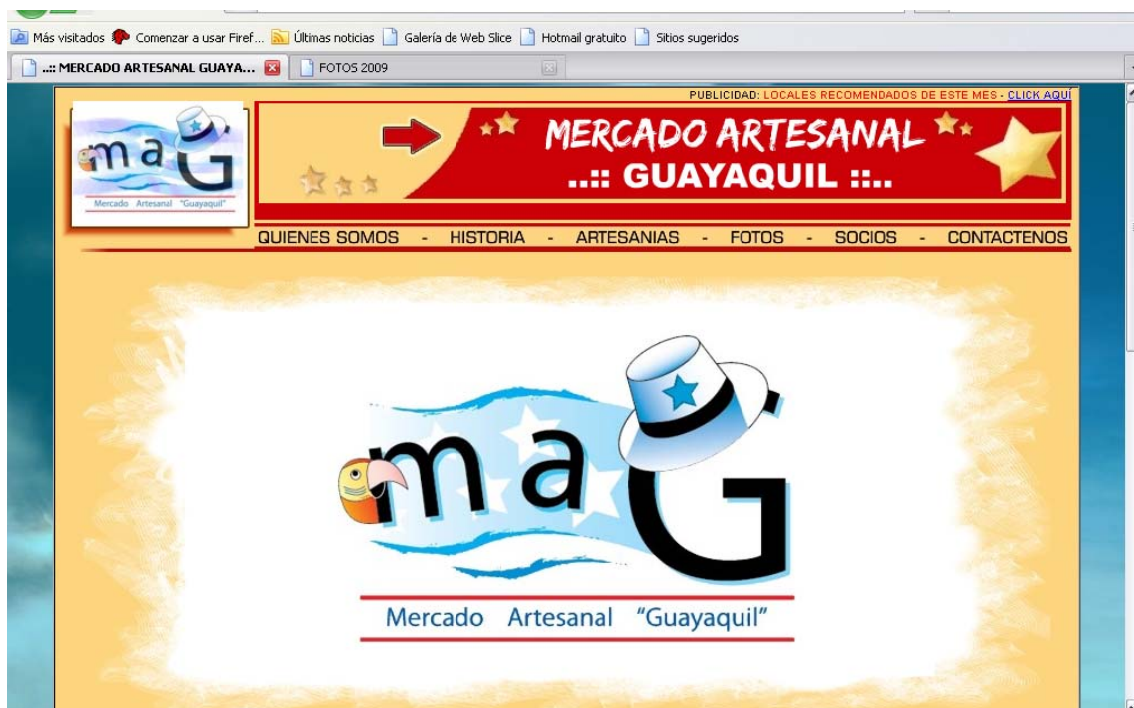 Más visitados Comenzar a usar Firef... Últimas noticias Galería de Web Slice Hotmail gratuito Sitios sugeridos
..:: MERCADO ARTESANAL GUAYA... FOTOS 2009
PUBLICIDAD: LOCALES RECOMENDADOS DE ESTE MES - CLICK AQUÍ
maG
Mercado Artesanal "Guayaquil"
MERCADO ARTESANAL
..:: GUAYAQUIL ::..
QUIENES SOMOS - HISTORIA - ARTESANIAS - FOTOS - SOCIOS - CONTACTENOS
maG
Mercado Artesanal "Guayaquil"